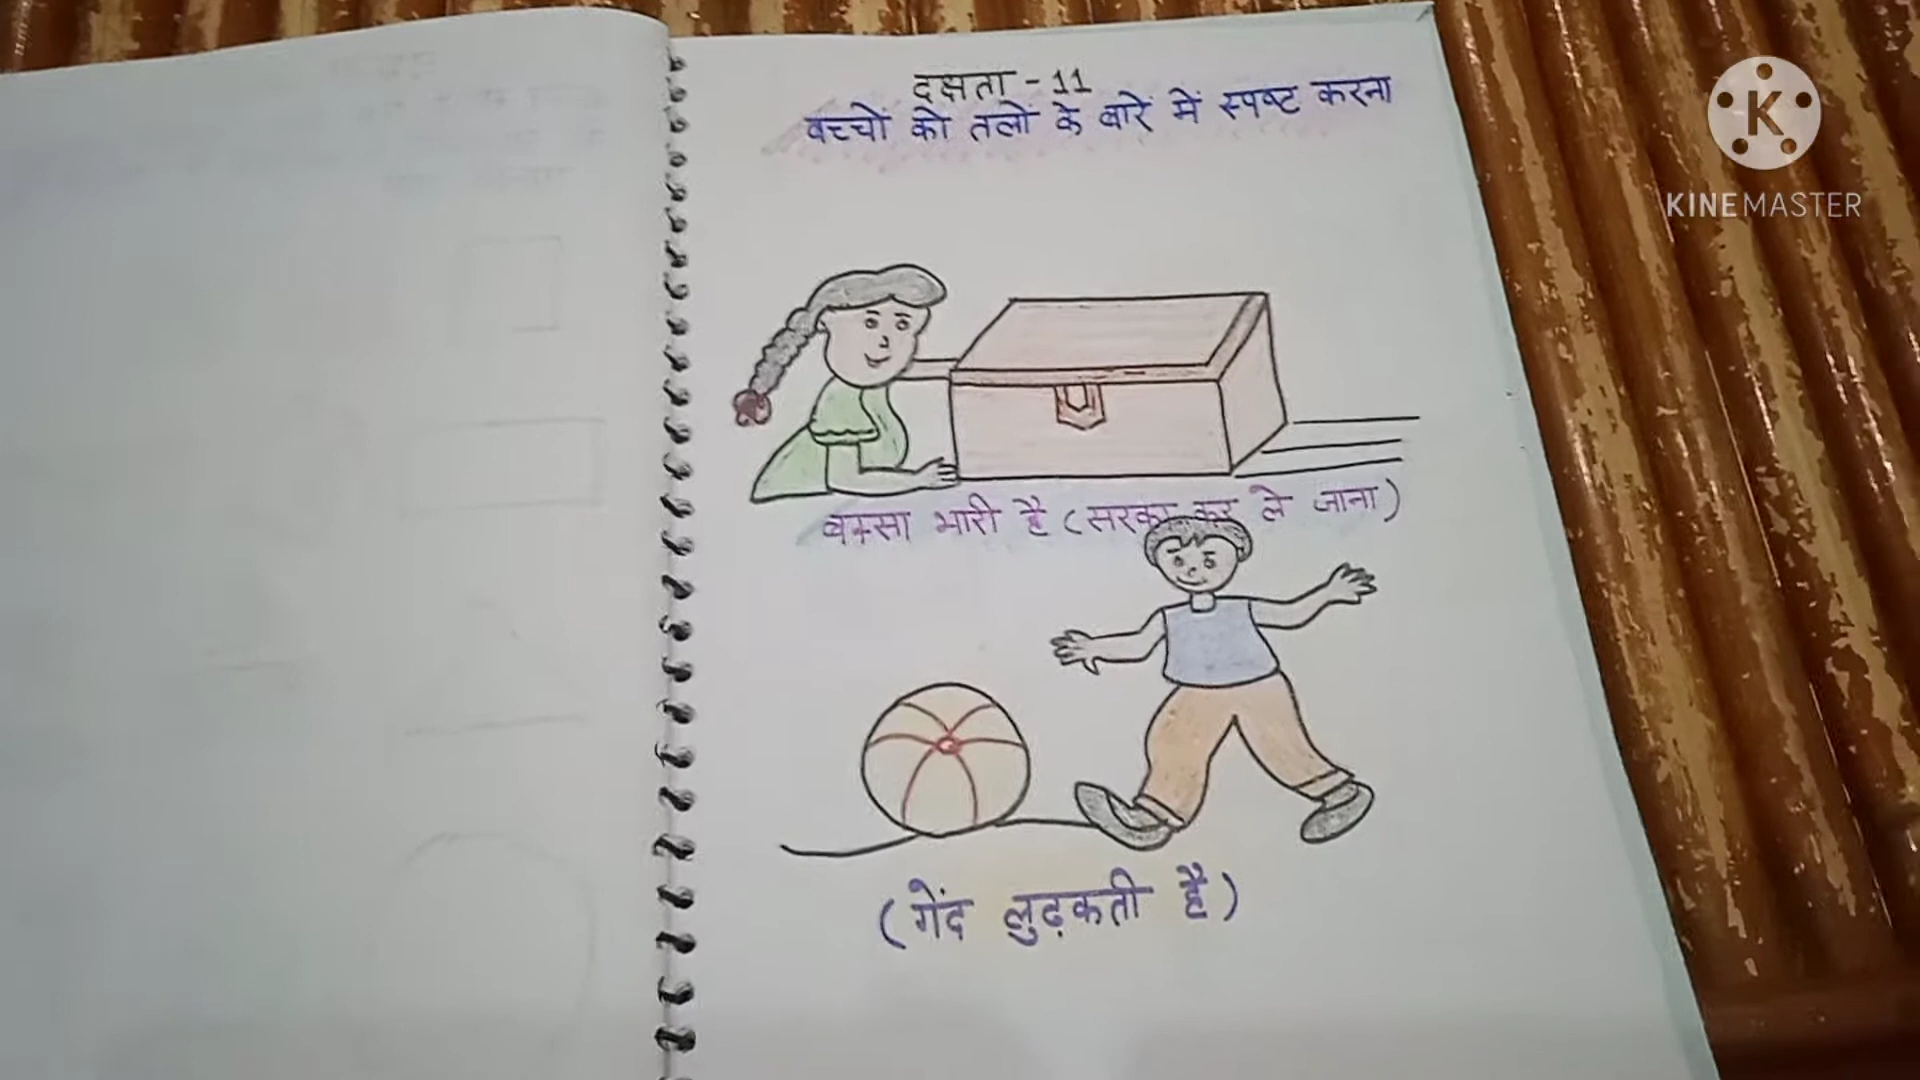 दक्षता - 11
बच्चों को तलों के बारें में स्पष्ट करना
बक्सा भारी है (सरका कर ले जाना)
(गेंद लुढ़कती है)
K
KINEMASTER